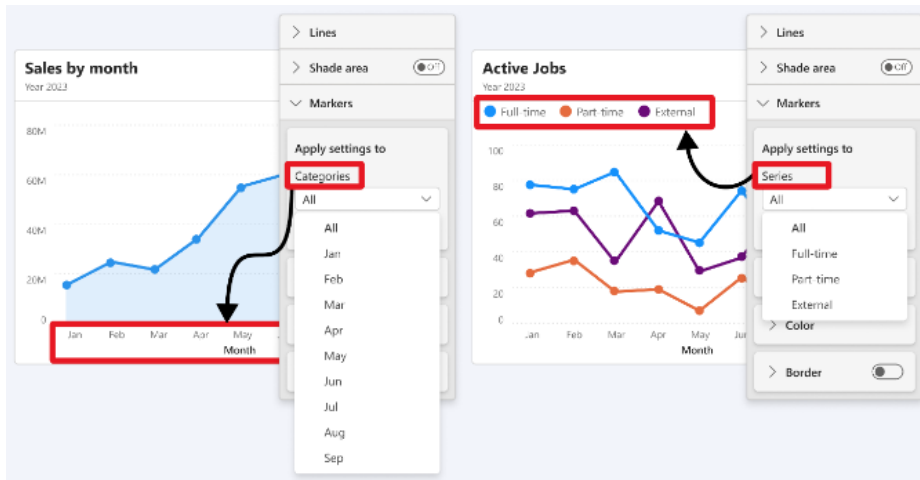 Sales by month
Year 2023
80M
60M
40M
20M
0
Jan Feb Mar Apr May
Month
Lines
Shade area Off
Markers
Apply settings to
Categories
All
All
Jan
Feb
Mar
Apr
May
Jun
Jul
Aug
Sep
Active Jobs
Year 2023
Full-time Part-time External
100
80
60
40
20
0
Jan Feb Mar Apr May
Month
Lines
Shade area Off
Markers
Apply settings to
Series
All
All
Full-time
Part-time
External
Color
Border